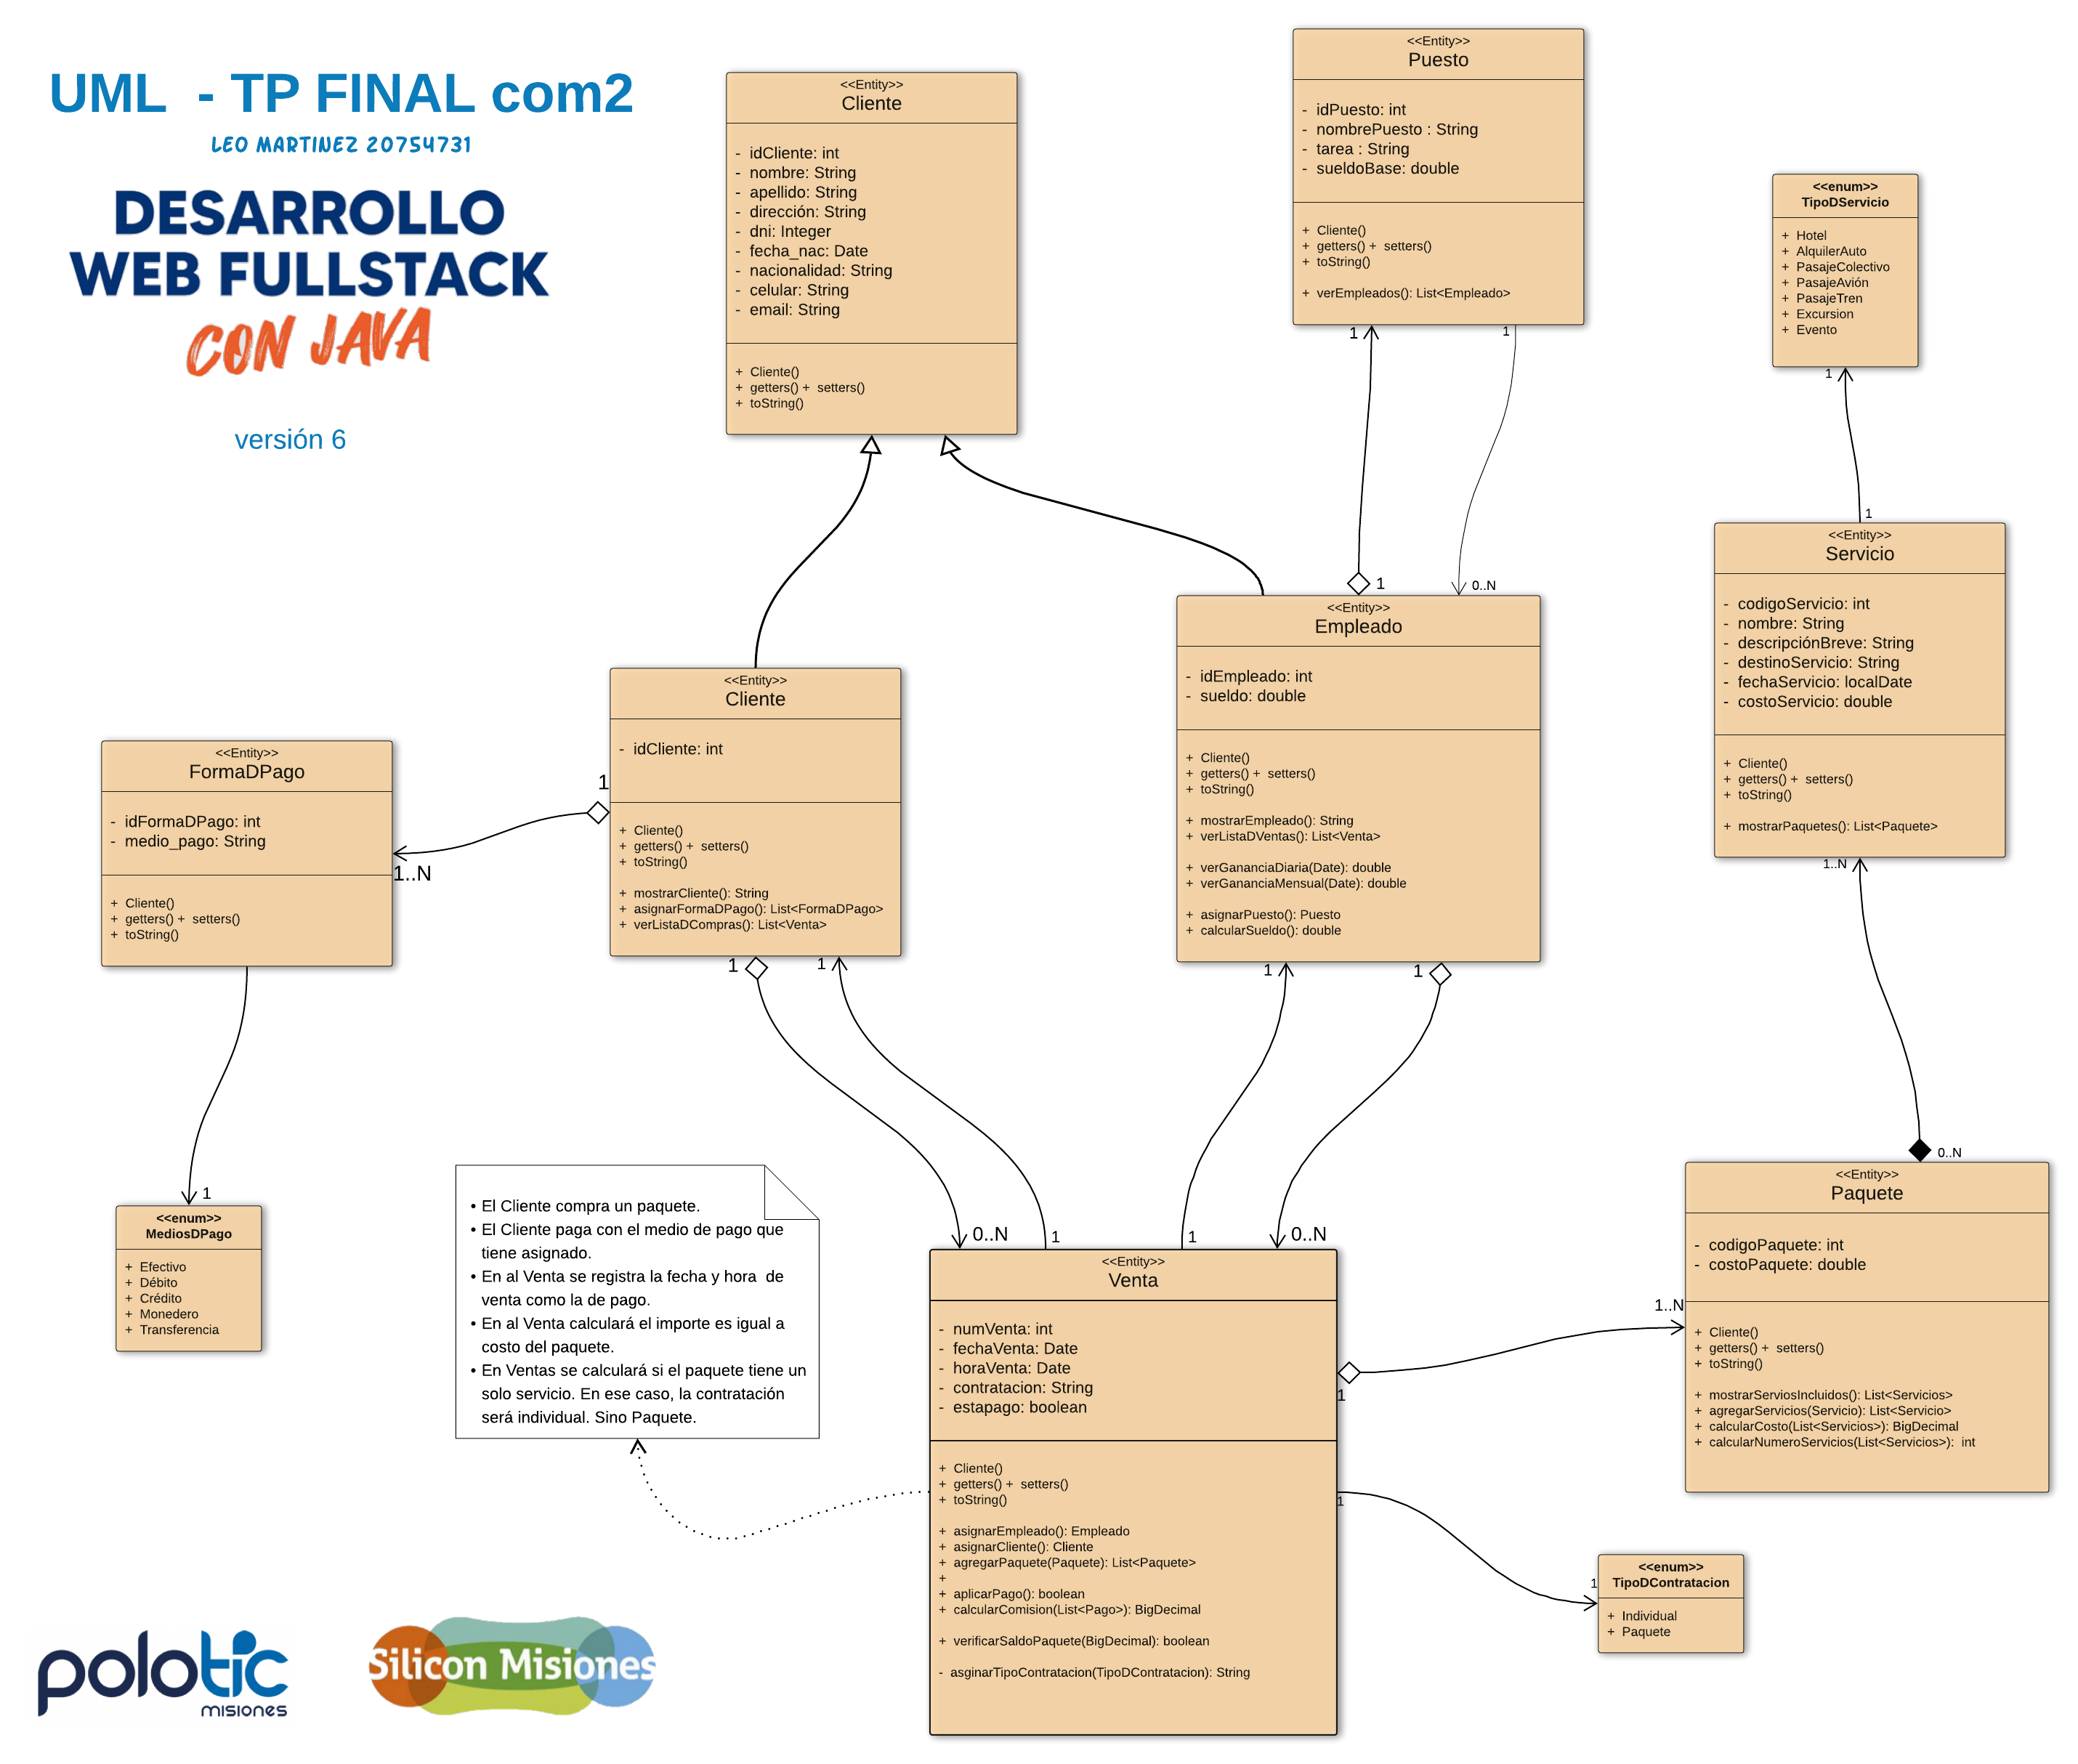 UML - TP FINAL com2
LEO MARTINEZ 20754731
DESARROLLO
WEB FULLSTACK
CON JAVA
versión 6
<<Entity>>
Cliente
- idCliente: int
- nombre: String
- apellido: String
- dirección: String
- dni: Integer
- fecha_nac: Date
- nacionalidad: String
- celular: String
- email: String
+ Cliente()
+ getters() + setters()
+ toString()
<<Entity>>
Puesto
- idPuesto: int
- nombrePuesto : String
- tarea : String
- sueldoBase: double
+ Cliente()
+ getters() + setters()
+ toString()
+ verEmpleados(): List<Empleado>
1
1
1
0..N
<<enum>>
TipoDServicio
+ Hotel
+ AlquilerAuto
+ PasajeColectivo
+ PasajeAvión
+ PasajeTren
+ Excursion
+ Evento
1
1
<<Entity>>
Servicio
- codigoServicio: int
- nombre: String
- descripciónBreve: String
- destinoServicio: String
- fechaServicio: localDate
- costoServicio: double
+ Cliente()
+ getters() + setters()
+ toString()
+ mostrarPaquetes(): List<Paquete>
1..N
0..N
<<Entity>>
Empleado
- idEmpleado: int
- sueldo: double
+ Cliente()
+ getters() + setters()
+ toString()
+ mostrarEmpleado(): String
+ verListaDVentas(): List<Venta>
+ verGananciaDiaria(Date): double
+ verGananciaMensual(Date): double
+ asignarPuesto(): Puesto
+ calcularSueldo(): double
1
1
<<Entity>>
Cliente
- idCliente: int
+ Cliente()
+ getters() + setters()
+ toString()
+ mostrarCliente(): String
+ asignarFormaDPago(): List<FormaDPago>
+ verListaDCompras(): List<Venta>
1
1..N
1
1
<<Entity>>
FormaDPago
- idFormaDPago: int
- medio_pago: String
+ Cliente()
+ getters() + setters()
+ toString()
1
<<enum>>
MediosDPago
+ Efectivo
+ Débito
+ Crédito
+ Monedero
+ Transferencia
• El Cliente compra un paquete.
• El Cliente paga con el medio de pago que
tiene asignado.
• En al Venta se registra la fecha y hora de
venta como la de pago.
• En al Venta calculará el importe es igual a
costo del paquete.
• En Ventas se calculará si el paquete tiene un
solo servicio. En ese caso, la contratación
será individual. Sino Paquete.
0..N
1
1
0..N
<<Entity>>
Venta
- numVenta: int
- fechaVenta: Date
- horaVenta: Date
- contratacion: String
- estapago: boolean
+ Cliente()
+ getters() + setters()
+ toString()
+ asignarEmpleado(): Empleado
+ asignarCliente(): Cliente
+ agregarPaquete(Paquete): List<Paquete>
+
+ aplicarPago(): boolean
+ calcularComision(List<Pago>): BigDecimal
+ verificarSaldoPaquete(BigDecimal): boolean
- asginarTipoContratacion(TipoDContratacion): String
1
1..N
1
1
<<Entity>>
Paquete
- codigoPaquete: int
- costoPaquete: double
+ Cliente()
+ getters() + setters()
+ toString()
+ mostrarServiosIncluidos(): List<Servicios>
+ agregarServicios(Servicio): List<Servicio>
+ calcularCosto(List<Servicios>): BigDecimal
+ calcularNumeroServicios(List<Servicios>): int
<<enum>>
TipoDContratacion
+ Individual
+ Paquete
polotic
misiones
Silicon Misiones